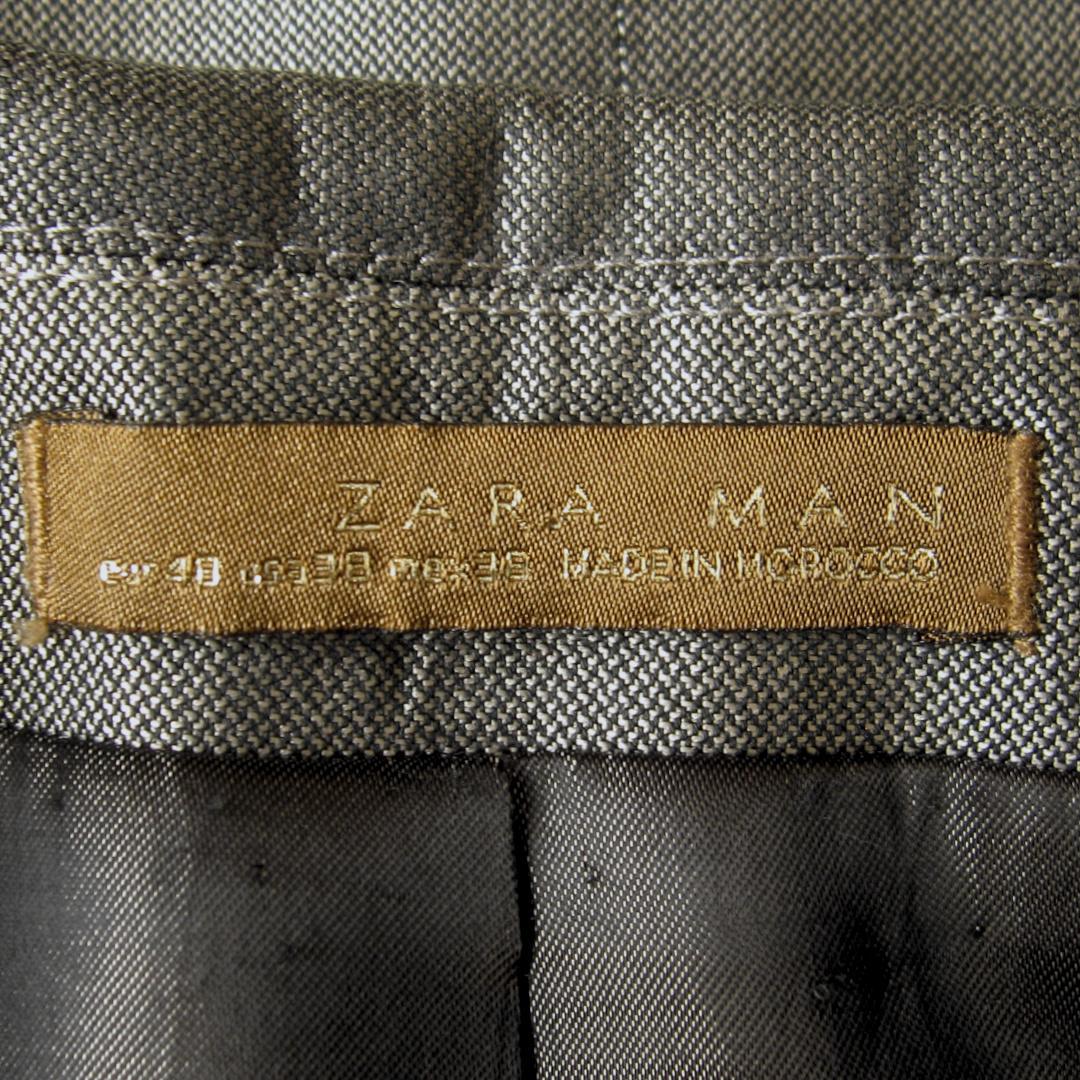 ZARA MAN
eur 48 usa 38 mex 38 MADE IN MOROCCO